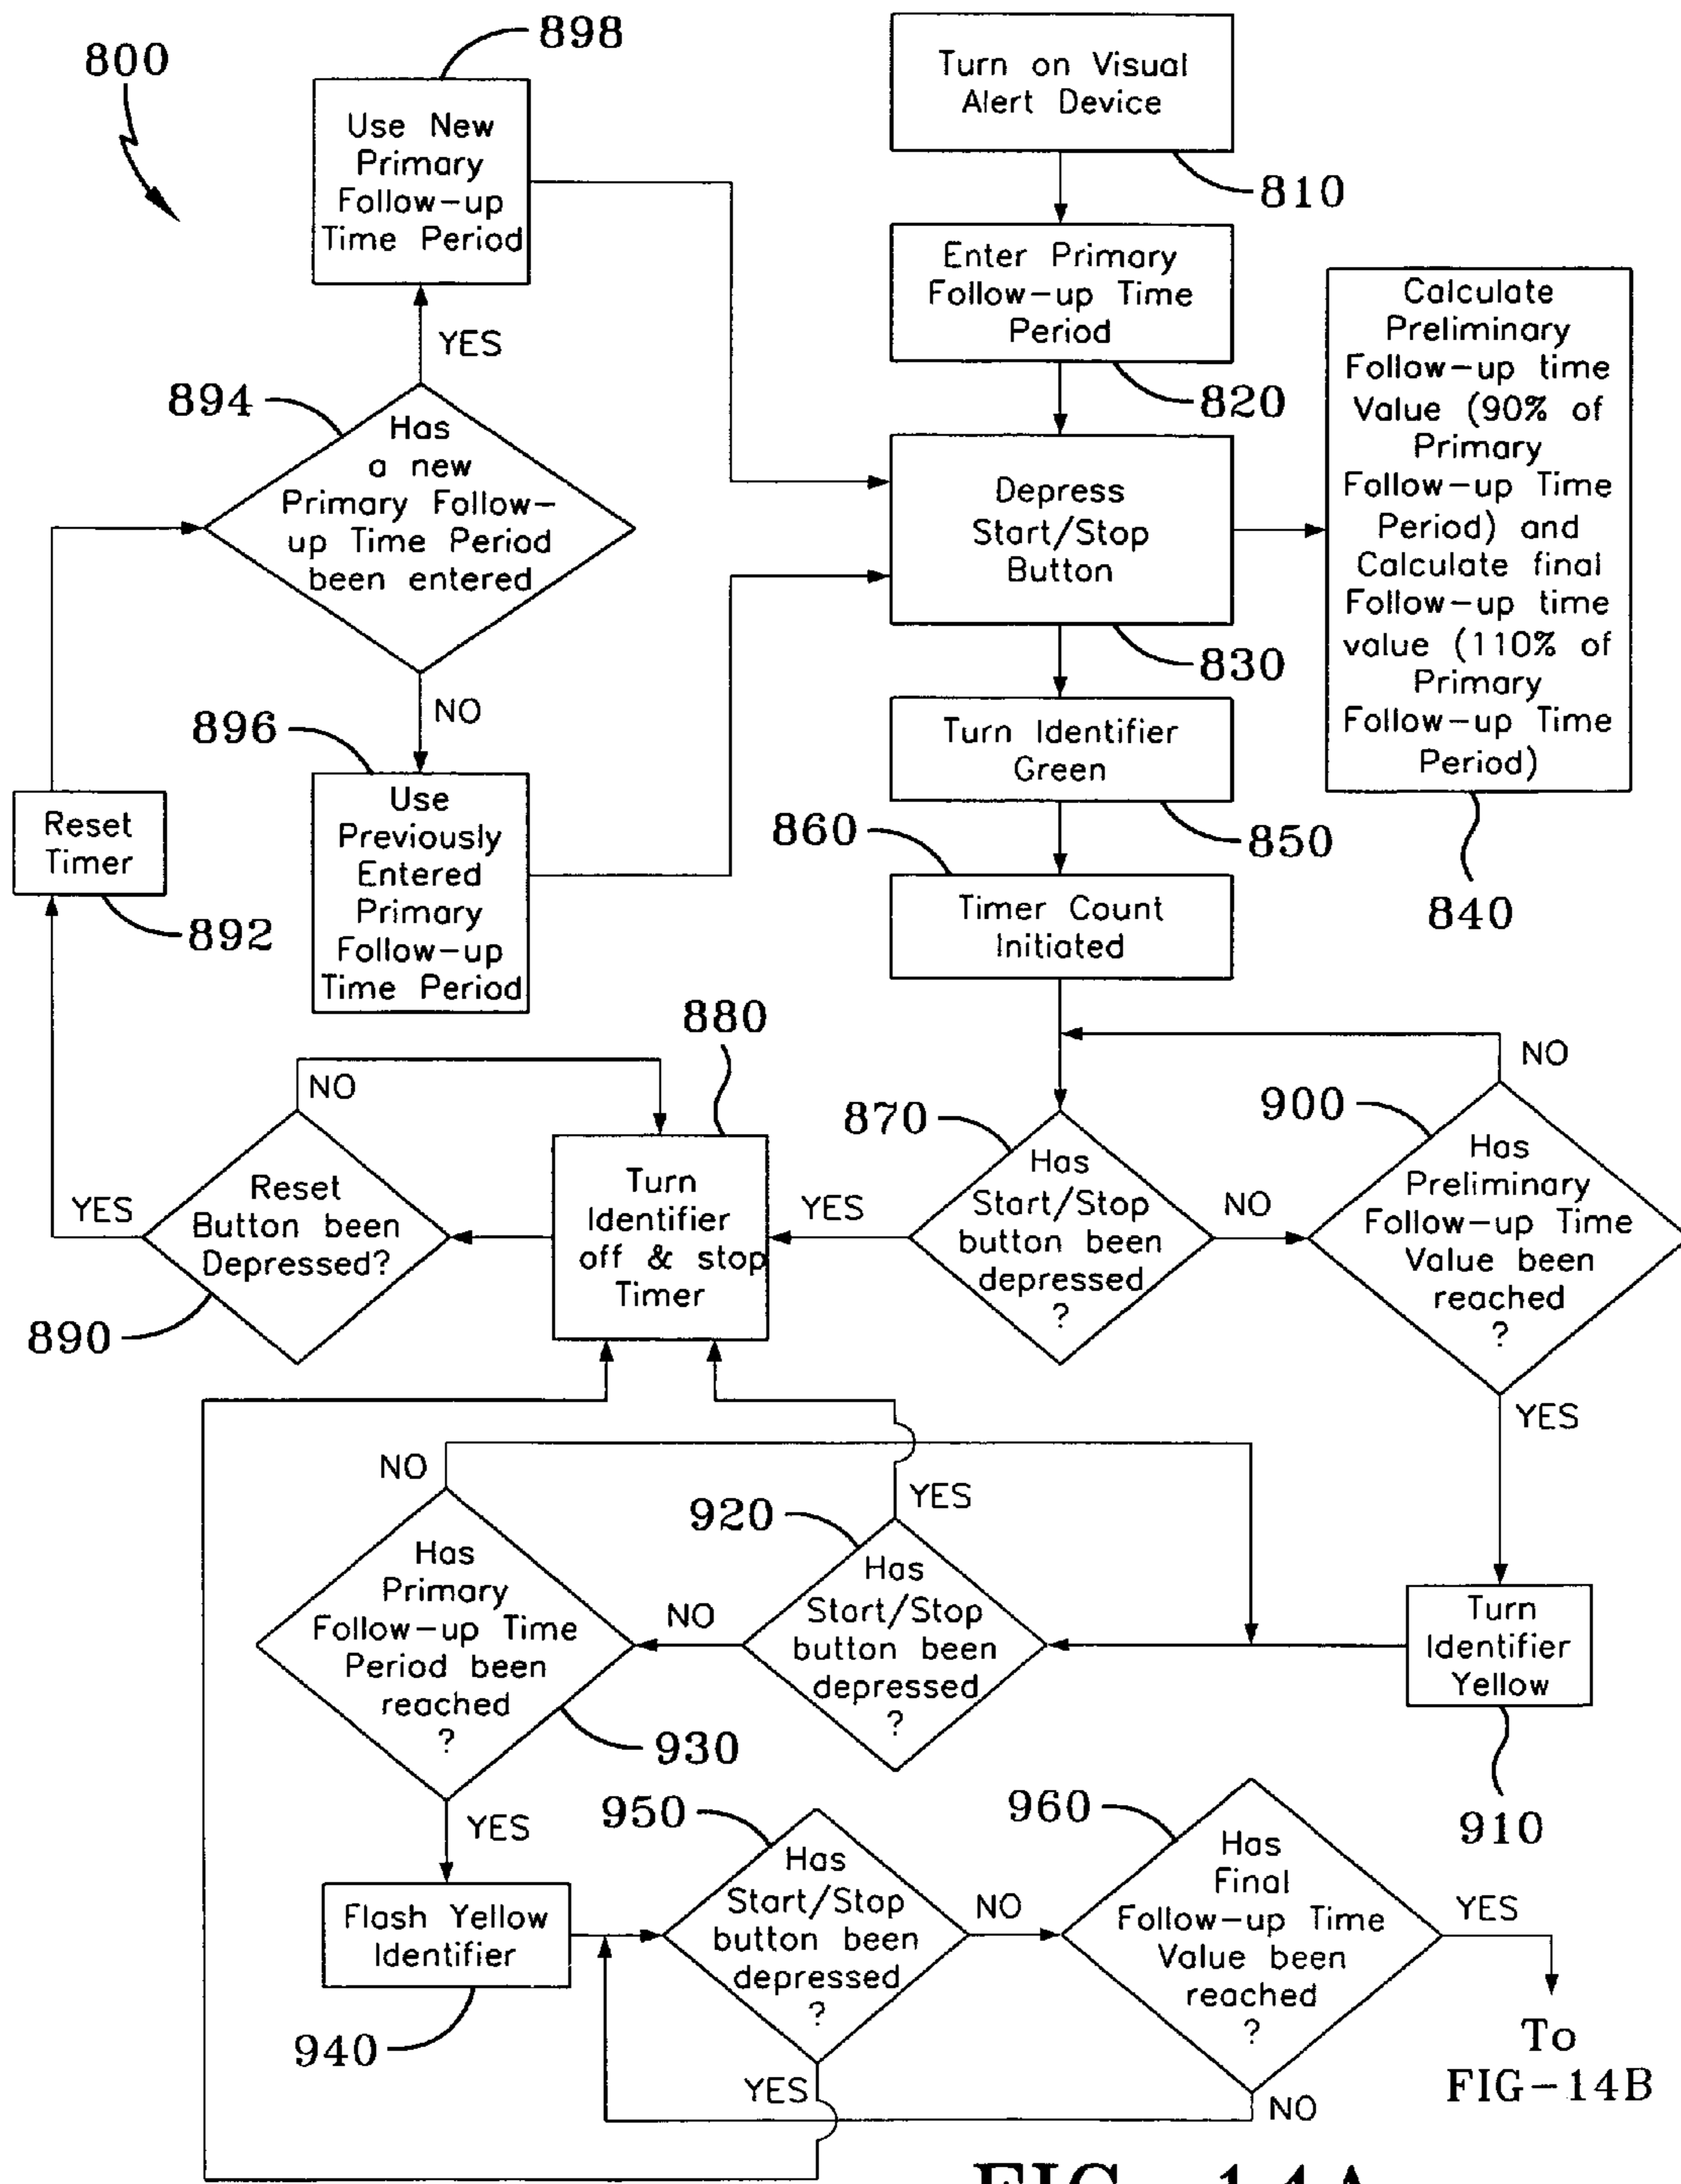 800
898
Use New
Primary
Follow-up
Time Period
YES
894
Has
a new
Primary Follow-
up Time Period
been entered
NO
896
Use
Previously
Entered
Primary
Follow-up
Time Period
Reset
Timer
892
Turn on Visual
Alert Device
810
Enter Primary
Follow-up Time
Period
820
Depress
Start/Stop
Button
830
Calculate
Preliminary
Follow-up time
Value (90% of
Primary
Follow-up Time
Period) and
Calculate final
Follow-up time
value (110% of
Primary
Follow-up Time
Period)
840
Turn Identifier
Green
850
860
Timer Count
Initiated
870
Has
Start/Stop
button been
depressed
?
YES
NO
900
Has
Preliminary
Follow-up Time
Value been
reached
?
NO
YES
880
Turn
Identifier
off & stop
Timer
NO
Reset
Button been
Depressed?
YES
890
Turn
Identifier
Yellow
910
920
Has
Start/Stop
button been
depressed
?
YES
NO
Has
Primary
Follow-up Time
Period been
reached
?
NO
930
YES
Flash Yellow
Identifier
940
950
Has
Start/Stop
button been
depressed
?
YES
NO
960
Has
Final
Follow-up Time
Value been
reached
?
NO
YES
To
FIG-14B
FIG-14A